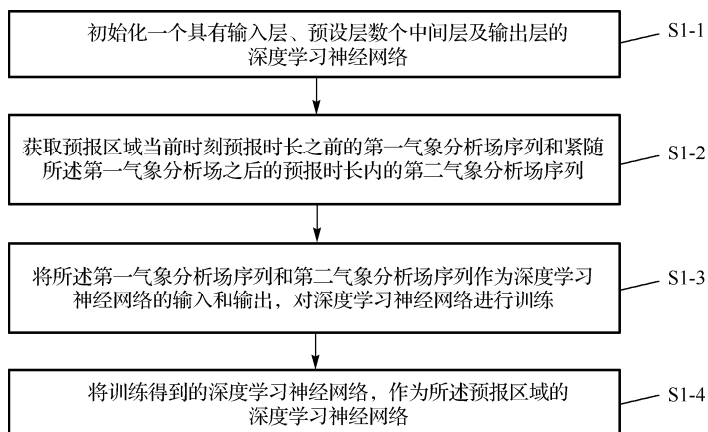 初始化一个具有输入层、预设层数个中间层及输出层的
深度学习神经网络
S1-1
获取预报区域当前时刻预报时长之前的第一气象分析场序列和紧随
所述第一气象分析场之后的预报时长内的第二气象分析场序列
S1-2
将所述第一气象分析场序列和第二气象分析场序列作为深度学习
神经网络的输入和输出，对深度学习神经网络进行训练
S1-3
将训练得到的深度学习神经网络，作为所述预报区域的
深度学习神经网络
S1-4